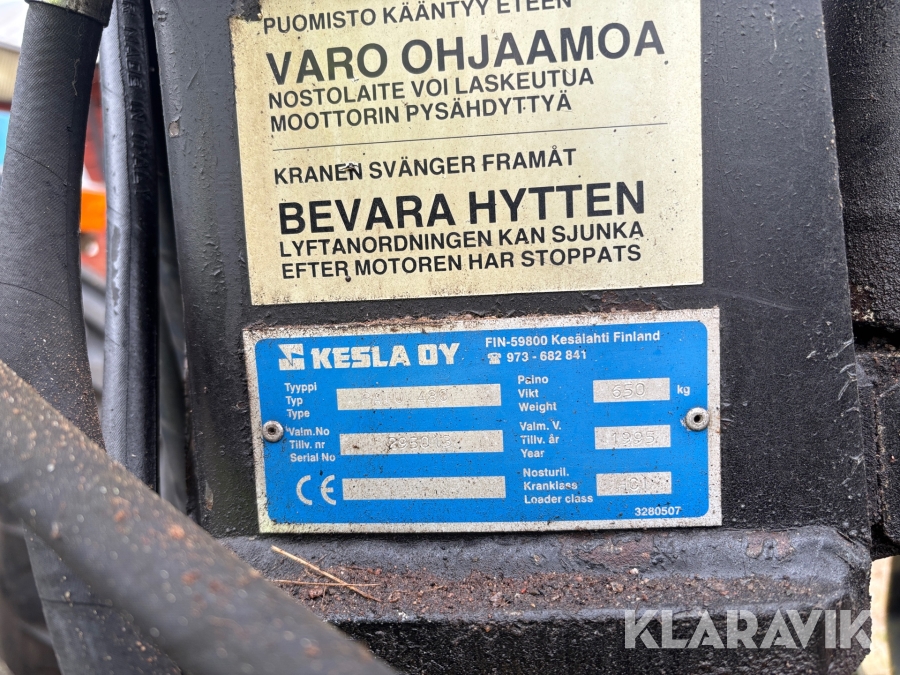 PUOMISTO KÄÄNTYY ETEEN
VARO OHJAAMOA
NOSTOLAITE VOI LASKEUTUA
MOOTTORIN PYSÄHDYTTYÄ
KRANEN SVÄNGER FRAMÅT
BEVARA HYTTEN
LYFTANORDNINGEN KAN SJUNKA
EFTER MOTOREN HAR STOPPATS
KESLA OY
FIN-59800 Kesälahti Finland
☎ 973 - 682 841
Tyyppi
Typ
Type
Paino
Vikt
Weight
650
kg
Valm.No
Tillv. nr
Serial No
Valm. V.
Tillv. år
Year
1995
CE
Nosturil.
Kranklass
Loader class
3280507
KLARAVIK